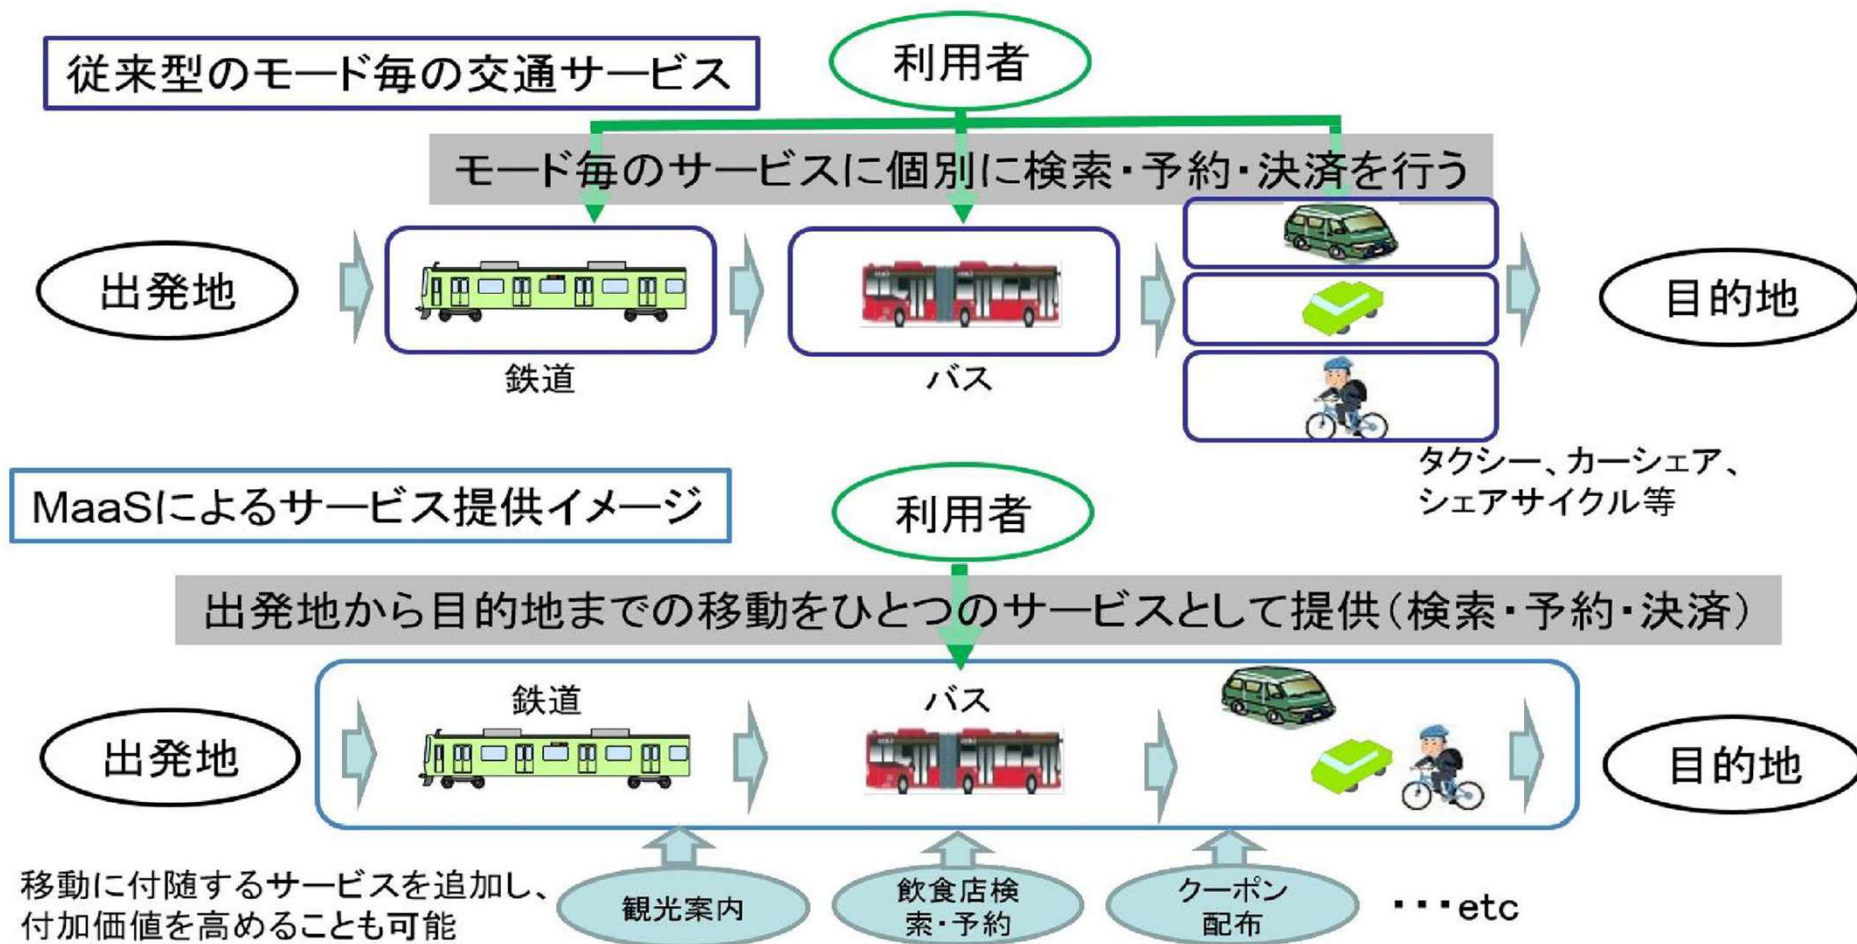 従来型のモード毎の交通サービス
利用者
モード毎のサービスに個別に検索・予約・決済を行う
出発地
目的地
鉄道
バス
タクシー、カーシェア、
シェアサイクル等
MaaSによるサービス提供イメージ
利用者
出発地から目的地までの移動をひとつのサービスとして提供(検索・予約・決済)
鉄道
バス
出発地
目的地
移動に付随するサービスを追加し、
付加価値を高めることも可能
観光案内
飲食店検
索・予約
クーポン
配布
・・・etc